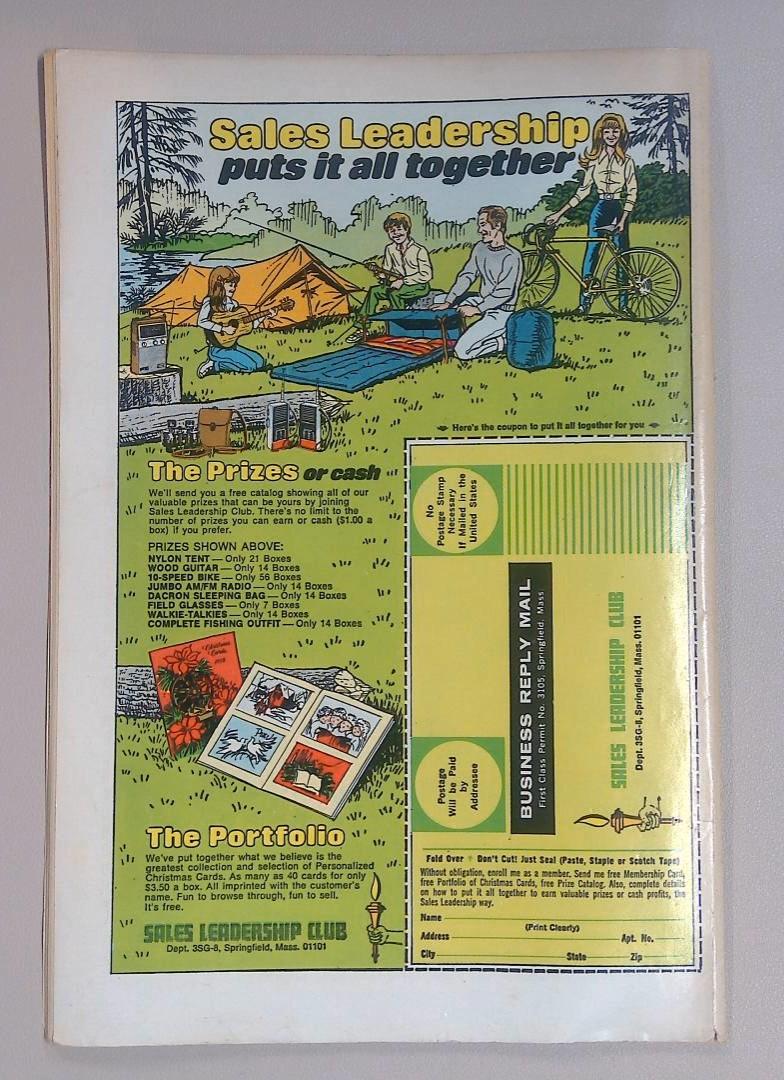 Sales Leadership
puts it all together
Here's the coupon to put it all together for you
The Prizes or cash
We'll send you a free catalog showing all of our
valuable prizes that can be yours by joining
Sales Leadership Club. There's no limit to the
number of prizes you can earn or cash ($1.00 a
box) if you prefer.
PRIZES SHOWN ABOVE:
NYLON TENT — Only 21 Boxes
WOOD GUITAR — Only 14 Boxes
10-SPEED BIKE — Only 56 Boxes
JUMBO AM/FM RADIO — Only 14 Boxes
DACRON SLEEPING BAG — Only 14 Boxes
FIELD GLASSES — Only 7 Boxes
WALKIE-TALKIES — Only 14 Boxes
COMPLETE FISHING OUTFIT — Only 14 Boxes
Christmas
Cards
Peace
The Portfolio
We've put together what we believe is the
greatest collection and selection of Personalized
Christmas Cards. As many as 40 cards for only
$3.50 a box. All imprinted with the customer's
name. Fun to browse through, fun to sell.
It's free.
SALES LEADERSHIP CLUB
Dept. 3SG-8, Springfield, Mass. 01101
No
Postage Stamp
Necessary
If Mailed in the
United States
BUSINESS REPLY MAIL
First Class Permit No. 3105, Springfield, Mass.
Postage
Will be Paid
by
Addressee
SALES LEADERSHIP CLUB
Dept. 3SG-8, Springfield, Mass. 01101
Fold Over Don't Cut! Just Seal (Paste, Staple or Scotch Tape)
Without obligation, enroll me as a member. Send me free Membership Card,
free Portfolio of Christmas Cards, free Prize Catalog. Also, complete details
on how to put it all together to earn valuable prizes or cash profits, the
Sales Leadership way.
Name
(Print Clearly)
Address Apt. No.
City State Zip